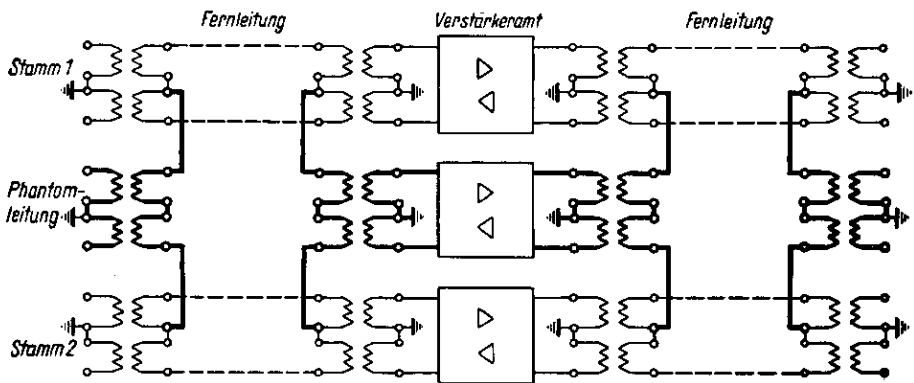 Fernleitung
Verstärkeramt
Fernleitung
Stamm 1
Phantom-
leitung
Stamm 2